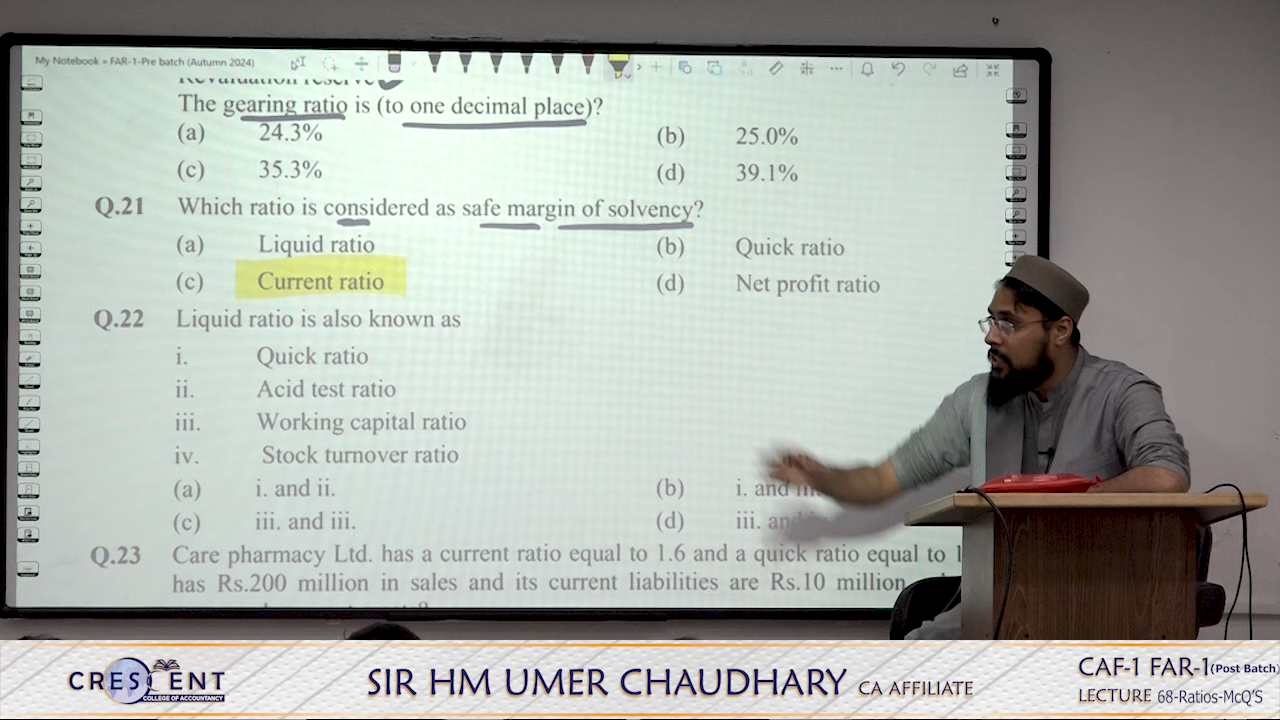 My Notebook » FAR-1-Pre batch (Autumn 2024)
Revaluation reserve
The gearing ratio is (to one decimal place)?
(a) 24.3% (b) 25.0%
(c) 35.3% (d) 39.1%
Q.21 Which ratio is considered as safe margin of solvency?
(a) Liquid ratio (b) Quick ratio
(c) Current ratio (d) Net profit ratio
Q.22 Liquid ratio is also known as
i. Quick ratio
ii. Acid test ratio
iii. Working capital ratio
iv. Stock turnover ratio
(a) i. and ii. (b) i. and
(c) iii. and iii. (d) iii.
Q.23 Care pharmacy Ltd. has a current ratio equal to 1.6 and a quick ratio equal to 1
has Rs.200 million in sales and its current liabilities are Rs.10 million
CRESCENT
COLLEGE OF ACCOUNTANCY
SIR HM UMER CHAUDHARY CA AFFILIATE
CAF-1 FAR-1(Post Batch)
LECTURE 68-Ratios-McQ'S